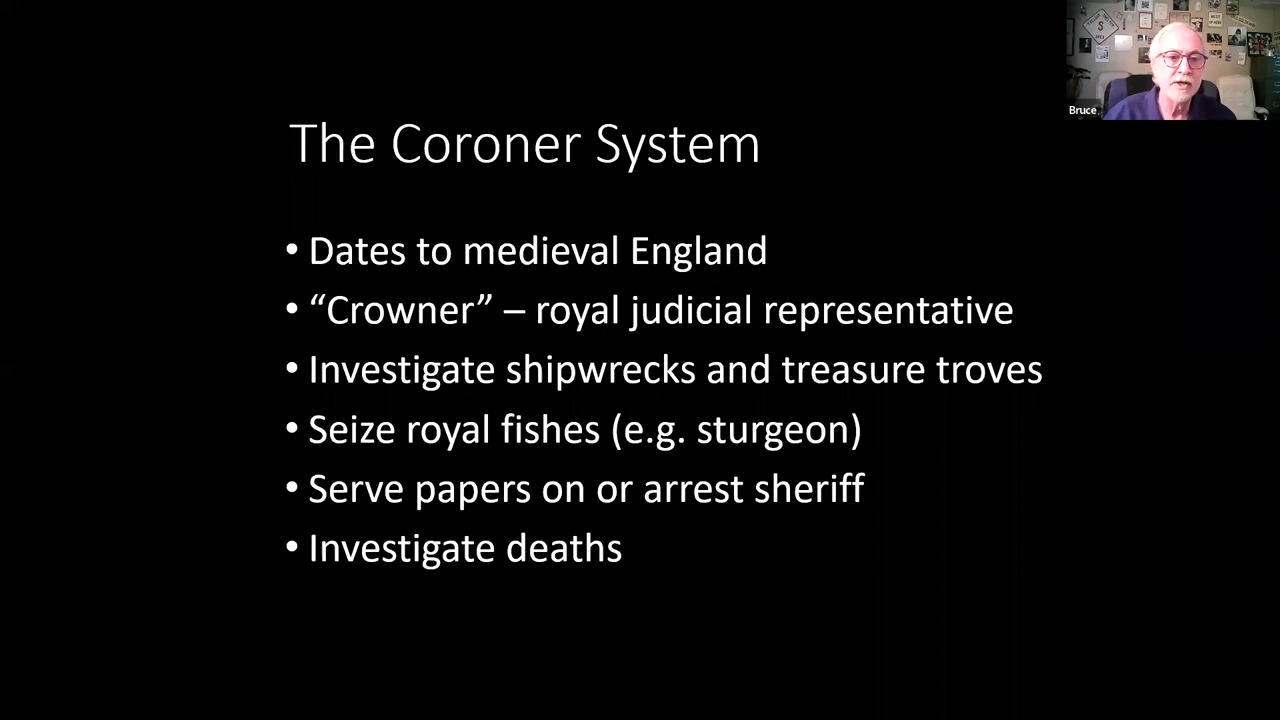 The Coroner System
• Dates to medieval England
• “Crowner” – royal judicial representative
• Investigate shipwrecks and treasure troves
• Seize royal fishes (e.g. sturgeon)
• Serve papers on or arrest sheriff
• Investigate deaths
Bruce